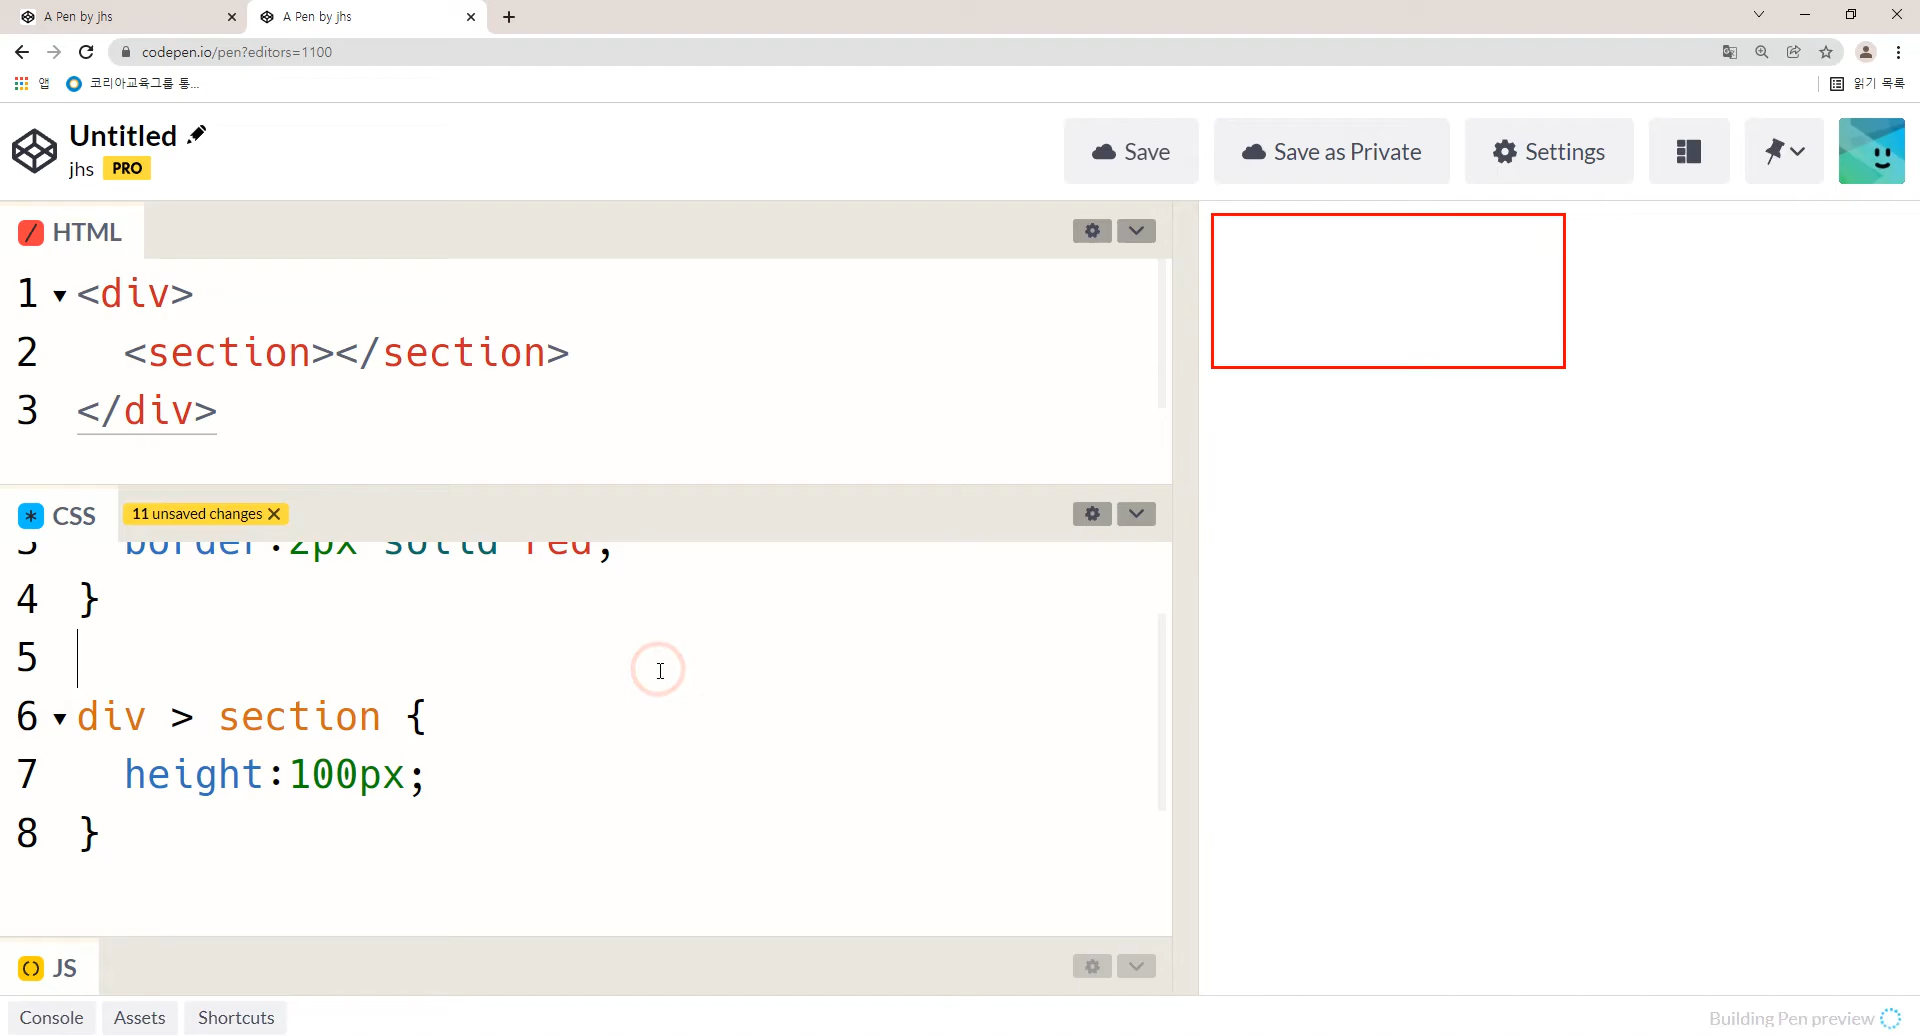 A Pen by jhs
A Pen by jhs
codepen.io/pen?editors=1100
앱
코리아교육그룹 통...
읽기 목록
Untitled
jhs PRO
Save
Save as Private
Settings
HTML
1 <div>
2 <section></section>
3 </div>
CSS
11 unsaved changes
3 border:2px solid red;
4 }
5
6 div > section {
7 height:100px;
8 }
JS
Console
Assets
Shortcuts
Building Pen preview